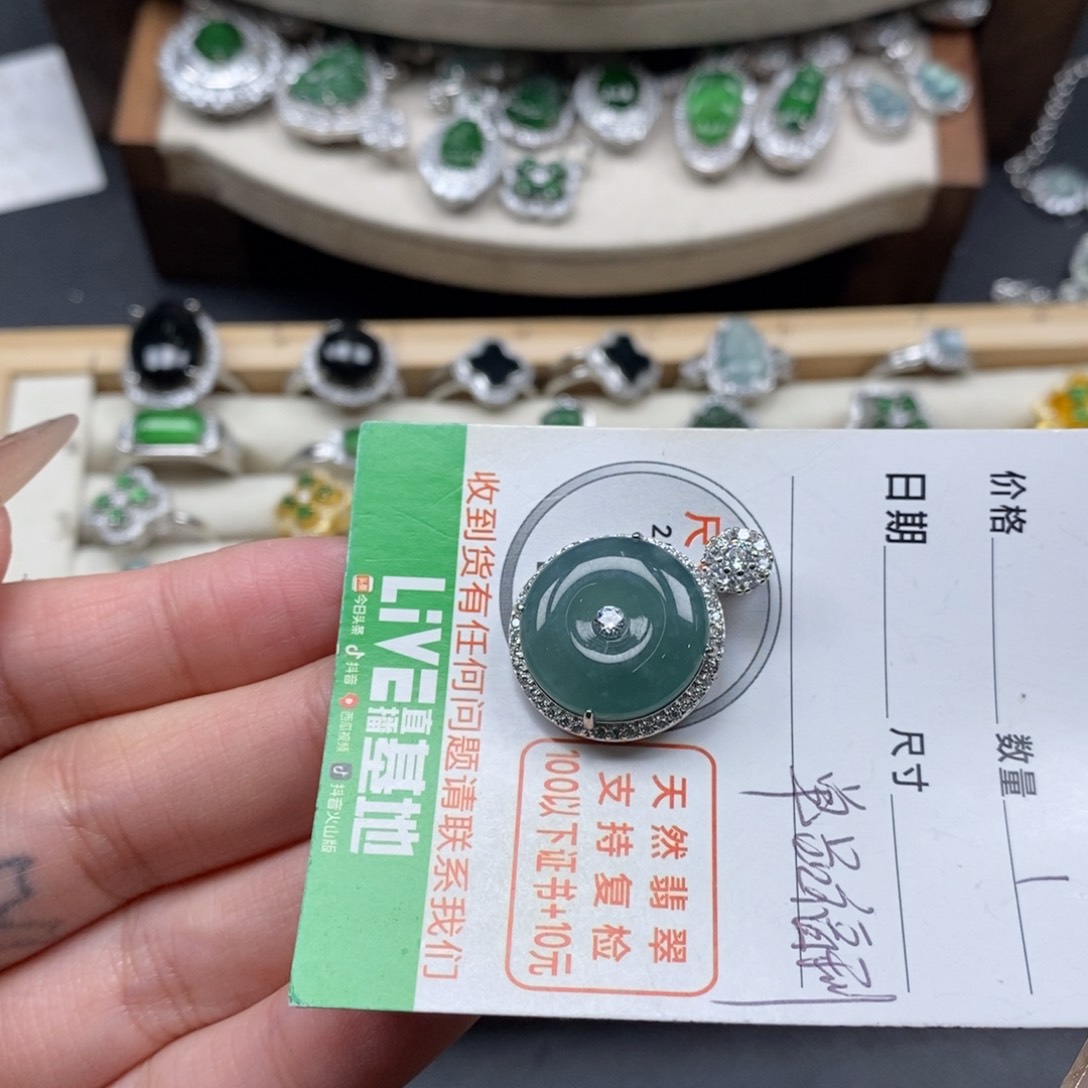 LiVE直播基地
今日头条 抖音 西瓜视频 抖音火山版
收到货有任何问题请联系我们
尺
2
天然翡翠
支持复检
100以下证书+10元
日期 尺寸
价格 数量 1